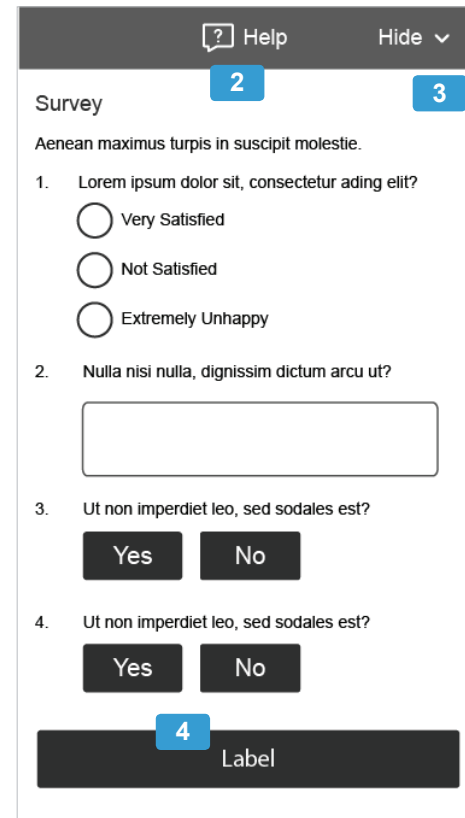 ? Help Hide
2 3
Survey
Aenean maximus turpis in suscipit molestie.
1. Lorem ipsum dolor sit, consectetur ading elit?
Very Satisfied
Not Satisfied
Extremely Unhappy
2. Nulla nisi nulla, dignissim dictum arcu ut?
3. Ut non imperdiet leo, sed sodales est?
Yes No
4. Ut non imperdiet leo, sed sodales est?
Yes No
4
Label